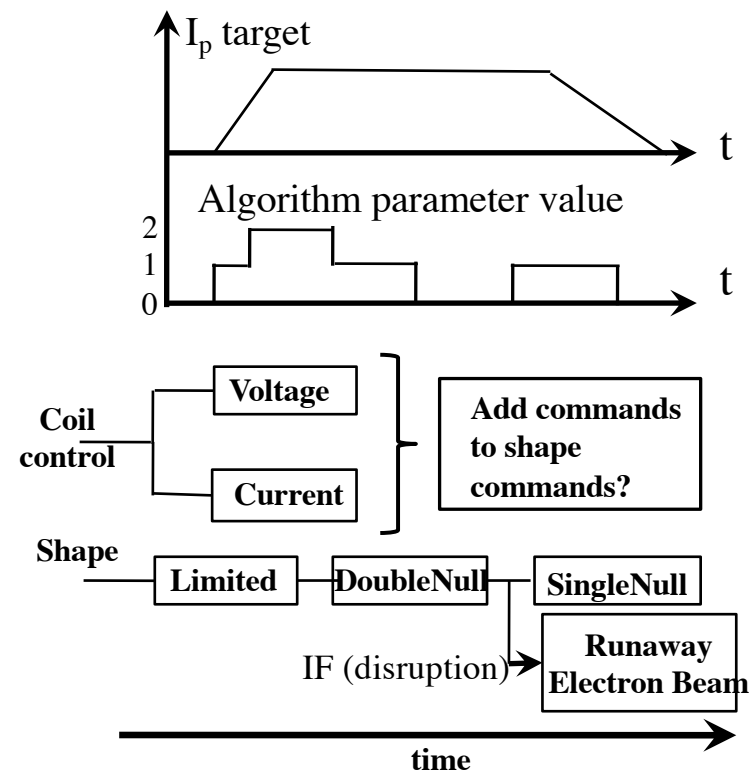 Iₚ target
t
Algorithm parameter value
2
1
0
t
Coil
control
Voltage
Current
Add commands
to shape
commands?
Shape
Limited
DoubleNull
SingleNull
IF (disruption)
Runaway
Electron Beam
time